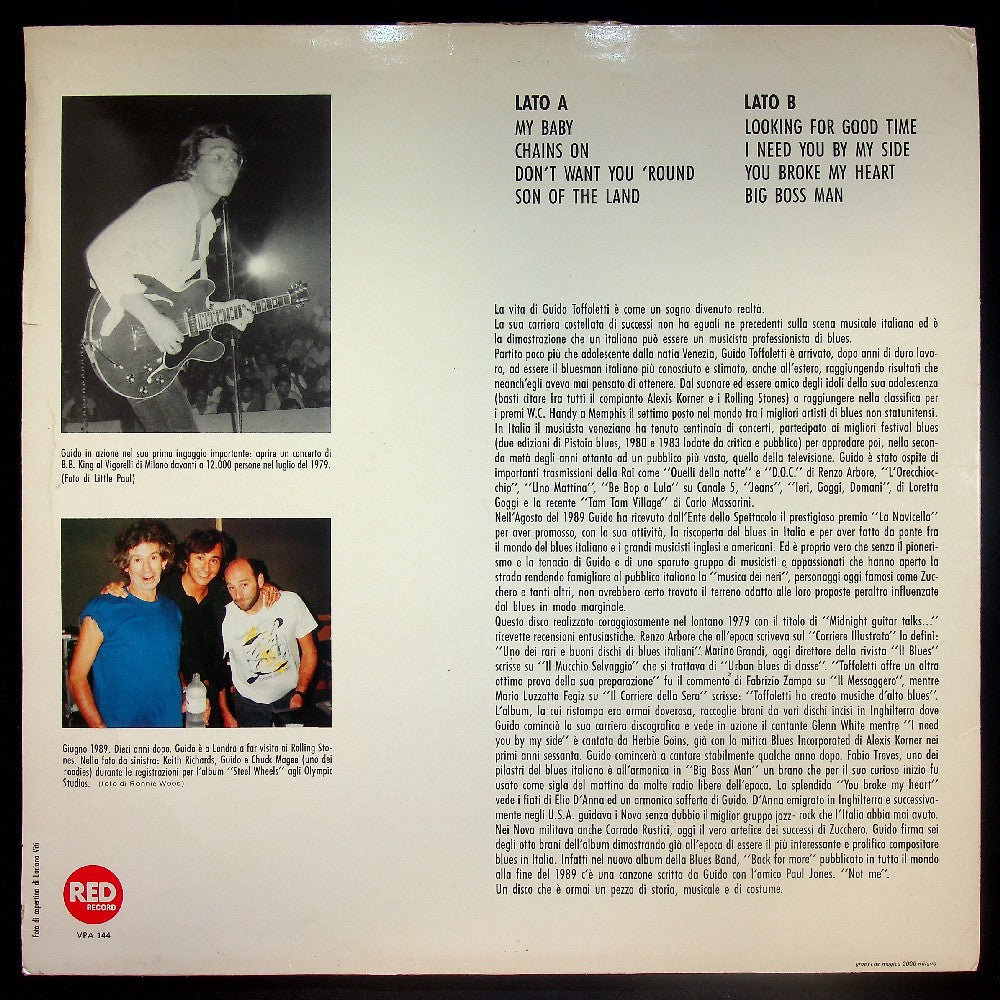 LATO A
MY BABY
CHAINS ON
DON'T WANT YOU 'ROUND
SON OF THE LAND
LATO B
LOOKING FOR GOOD TIME
I NEED YOU BY MY SIDE
YOU BROKE MY HEART
BIG BOSS MAN
Guido in azione nel suo primo ingaggio importante: aprire un concerto di
B.B. King al Vigorelli di Milano davanti a 12.000 persone nel luglio del 1979.
(Foto di Little Paul)
Giugno 1989. Dieci anni dopo, Guido è a Londra a far visita ai Rolling Sto-
nes. Nella foto da sinistra: Keith Richards, Guido e Chuck Magee (uno dei
roadies) durante le registrazioni per l'album "Steel Wheels" agli Olympic
Studios. (foto di Ronnie Wood)
La vita di Guido Toffoletti è come un sogno divenuto realtà.
La sua carriera costellata di successi non ha eguali ne precedenti sulla scena musicale italiana ed è
la dimostrazione che un italiano può essere un musicista professionista di blues.
Partito poco più che adolescente dalla natia Venezia, Guido Toffoletti è arrivato, dopo anni di duro lavo-
ro, ad essere il bluesman italiano più conosciuto e stimato, anche all'estero, raggiungendo risultati che
neanch'egli aveva mai pensato di ottenere. Dal suonare ed essere amico degli idoli della sua adolescenza
(basti citare fra tutti il compianto Alexis Korner e i Rolling Stones) a raggiungere nella classifica per
i premi W.C. Handy a Memphis il settimo posto nel mondo tra i migliori artisti di blues non statunitensi.
In Italia il musicista veneziano ha tenuto centinaia di concerti, partecipato ai migliori festival blues
(due edizioni di Pistoia blues, 1980 e 1983 lodate da critica e pubblico) per approdare poi, nella secon-
da metà degli anni ottanta ad un pubblico più vasto, quello della televisione. Guido è stato ospite di
importanti trasmissioni della Rai come "Quelli della notte" e "D.O.C." di Renzo Arbore, "L'Orecchioc-
chio", "Uno Mattina", "Be Bop a Lula" su Canale 5, "Jeans", "Ieri, Goggi, Domani", di Loretta
Goggi e la recente "Tam Tam Village" di Carlo Massarini.
Nell'Agosto del 1989 Guido ha ricevuto dall'Ente dello Spettacolo il prestigioso premio "La Navicella"
per aver promosso, con la sua attività, la riscoperta del blues in Italia e per aver fatto da ponte fra
il mondo del blues italiano e i grandi musicisti inglesi e americani. Ed è proprio vero che senza il pionieri-
smo e la tenacia di Guido e di uno sparuto gruppo di musicisti e appassionati che hanno aperto la
strada rendendo famigliare al pubblico italiano la "musica dei neri", personaggi oggi famosi come Zuc-
chero e tanti altri, non avrebbero certo trovato il terreno adatto alle loro proposte peraltro influenzate
dal blues in modo marginale.
Questo disco realizzato coraggiosamente nel lontano 1979 con il titolo di "Midnight guitar talks..."
ricevette recensioni entusiastiche. Renzo Arbore che all'epoca scriveva sul "Corriere Illustrato" lo definì:
"Uno dei rari e buoni dischi di blues italiani". Marino Grandi, oggi direttore della rivista "Il Blues"
scrisse su "Il Mucchio Selvaggio" che si trattava di "Urban blues di classe". "Toffoletti offre un altra
ottima prova della sua preparazione" fu il commento di Fabrizio Zampa su "Il Messaggero", mentre
Mario Luzzatto Fegiz su "Il Corriere della Sera" scrisse: "Toffoletti ha creato musiche d'alto blues".
L'album, la cui ristampa era ormai doverosa, raccoglie brani da vari dischi incisi in Inghilterra dove
Guido cominciò la sua carriera discografica e vede in azione il cantante Glenn White mentre "I need
you by my side" è cantata da Herbie Goins, già con la mitica Blues Incorporated di Alexis Korner nei
primi anni sessanta. Guido comincerà a cantare stabilmente qualche anno dopo. Fabio Treves, uno dei
pilastri del blues italiano è all'armonica in "Big Boss Man" un brano che per il suo curioso inizio fu
usato come sigla del mattino da molte radio libere dell'epoca. La splendida "You broke my heart"
vede i fiati di Elio D'Anna ed un armonica sofferta di Guido. D'Anna emigrato in Inghilterra e successiva-
mente negli U.S.A. guidava i Nova senza dubbio il miglior gruppo jazz- rock che l'Italia abbia mai avuto.
Nei Nova militava anche Corrado Rustici, oggi il vero artefice dei successi di Zucchero. Guido firma sei
degli otto brani dell'album dimostrando già all'epoca di essere il più interessante e prolifico compositore
blues in Italia. Infatti nel nuovo album della Blues Band, "Back for more" pubblicato in tutto il mondo
alla fine del 1989 c'è una canzone scritta da Guido con l'amico Paul Jones. "Not me".
Un disco che è ormai un pezzo di storia, musicale e di costume.
Foto di copertina di Luciano Viti
RED
RECORD
VPA 144